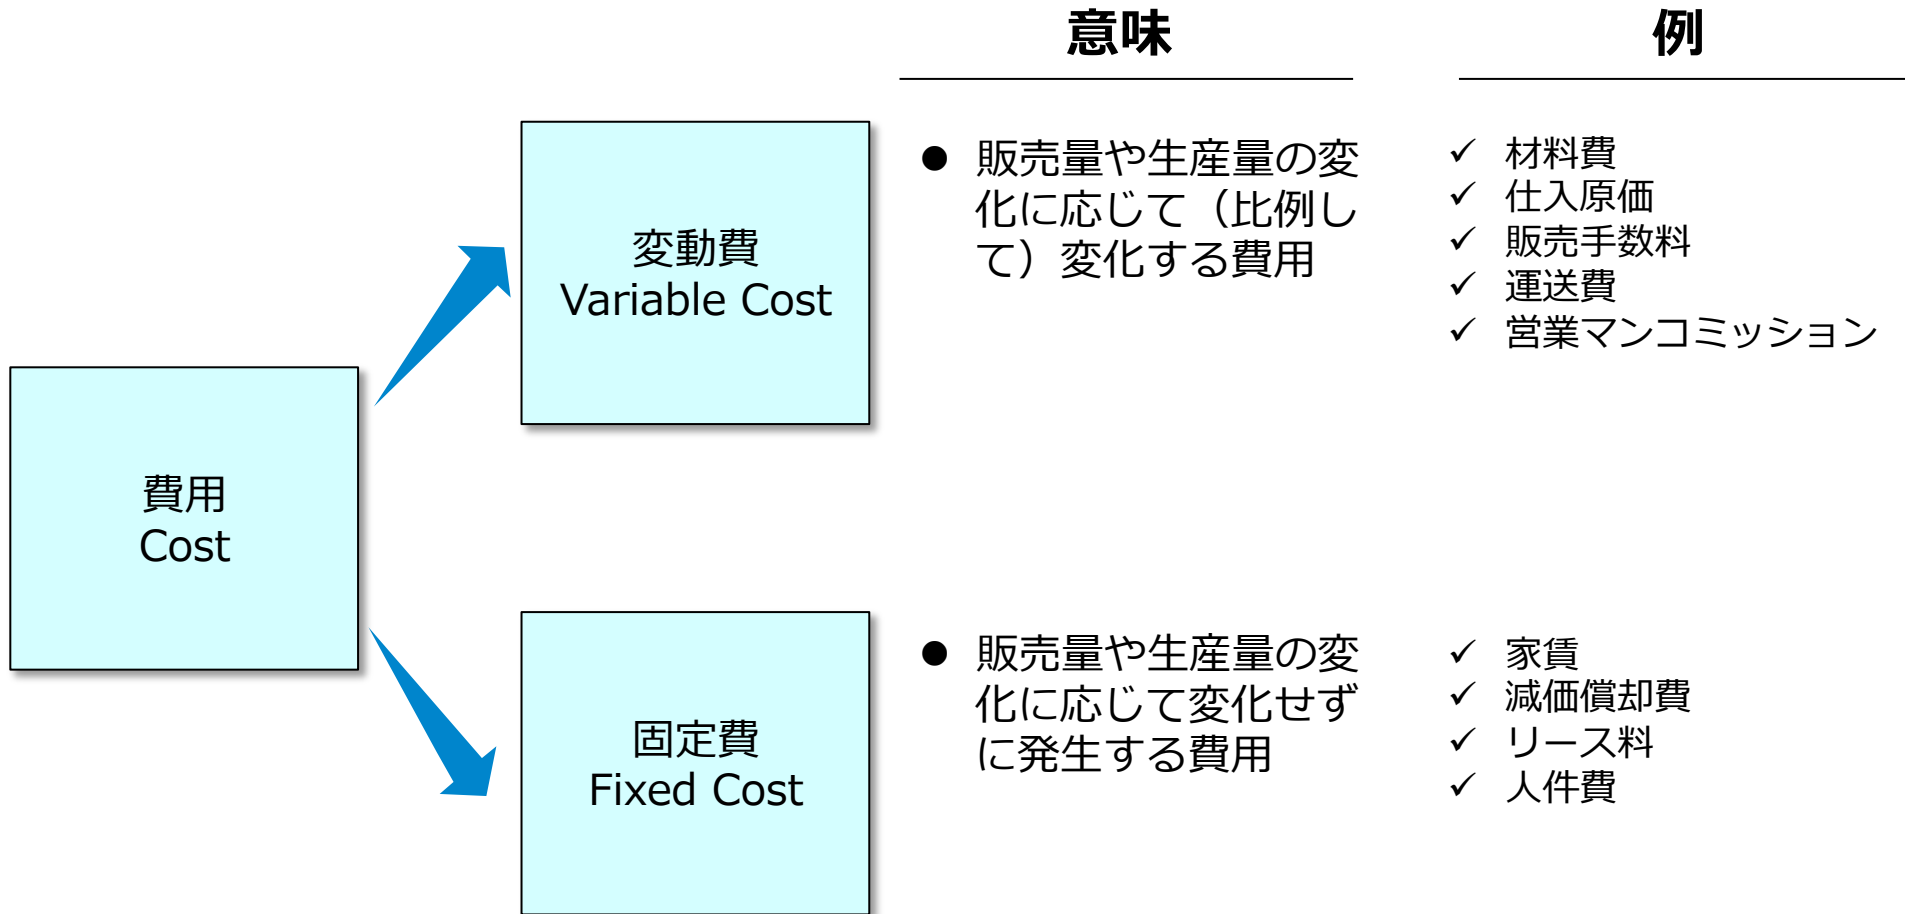 意味
例
費用
Cost
変動費
Variable Cost
● 販売量や生産量の変
化に応じて（比例し
て）変化する費用
✓ 材料費
✓ 仕入原価
✓ 販売手数料
✓ 運送費
✓ 営業マンコミッション
固定費
Fixed Cost
● 販売量や生産量の変
化に応じて変化せず
に発生する費用
✓ 家賃
✓ 減価償却費
✓ リース料
✓ 人件費